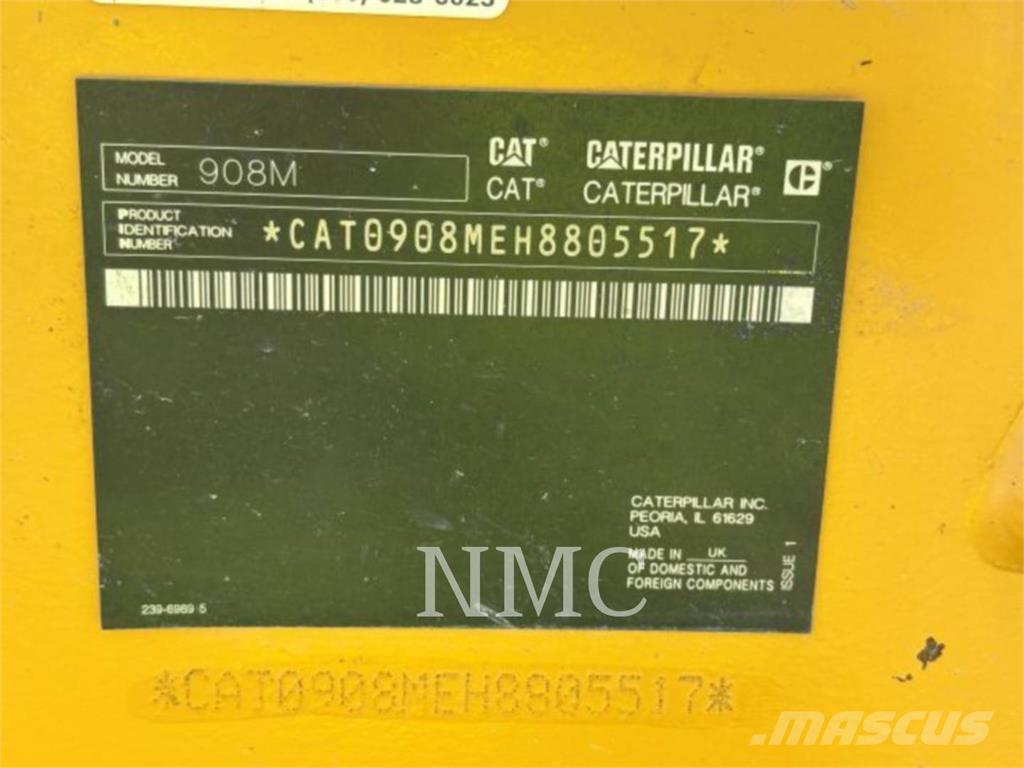 MODEL
NUMBER 908M
CAT® CATERPILLAR® ®
CAT® CATERPILLAR®
PRODUCT
IDENTIFICATION
NUMBER
*CAT0908MEH8805517*
CATERPILLAR INC.
PEORIA, IL 61629
USA
MADE IN UK
OF DOMESTIC AND
FOREIGN COMPONENTS
ISSUE 1
239-6969 5
NMC
*CAT0908MEH8805517*
MASCUS